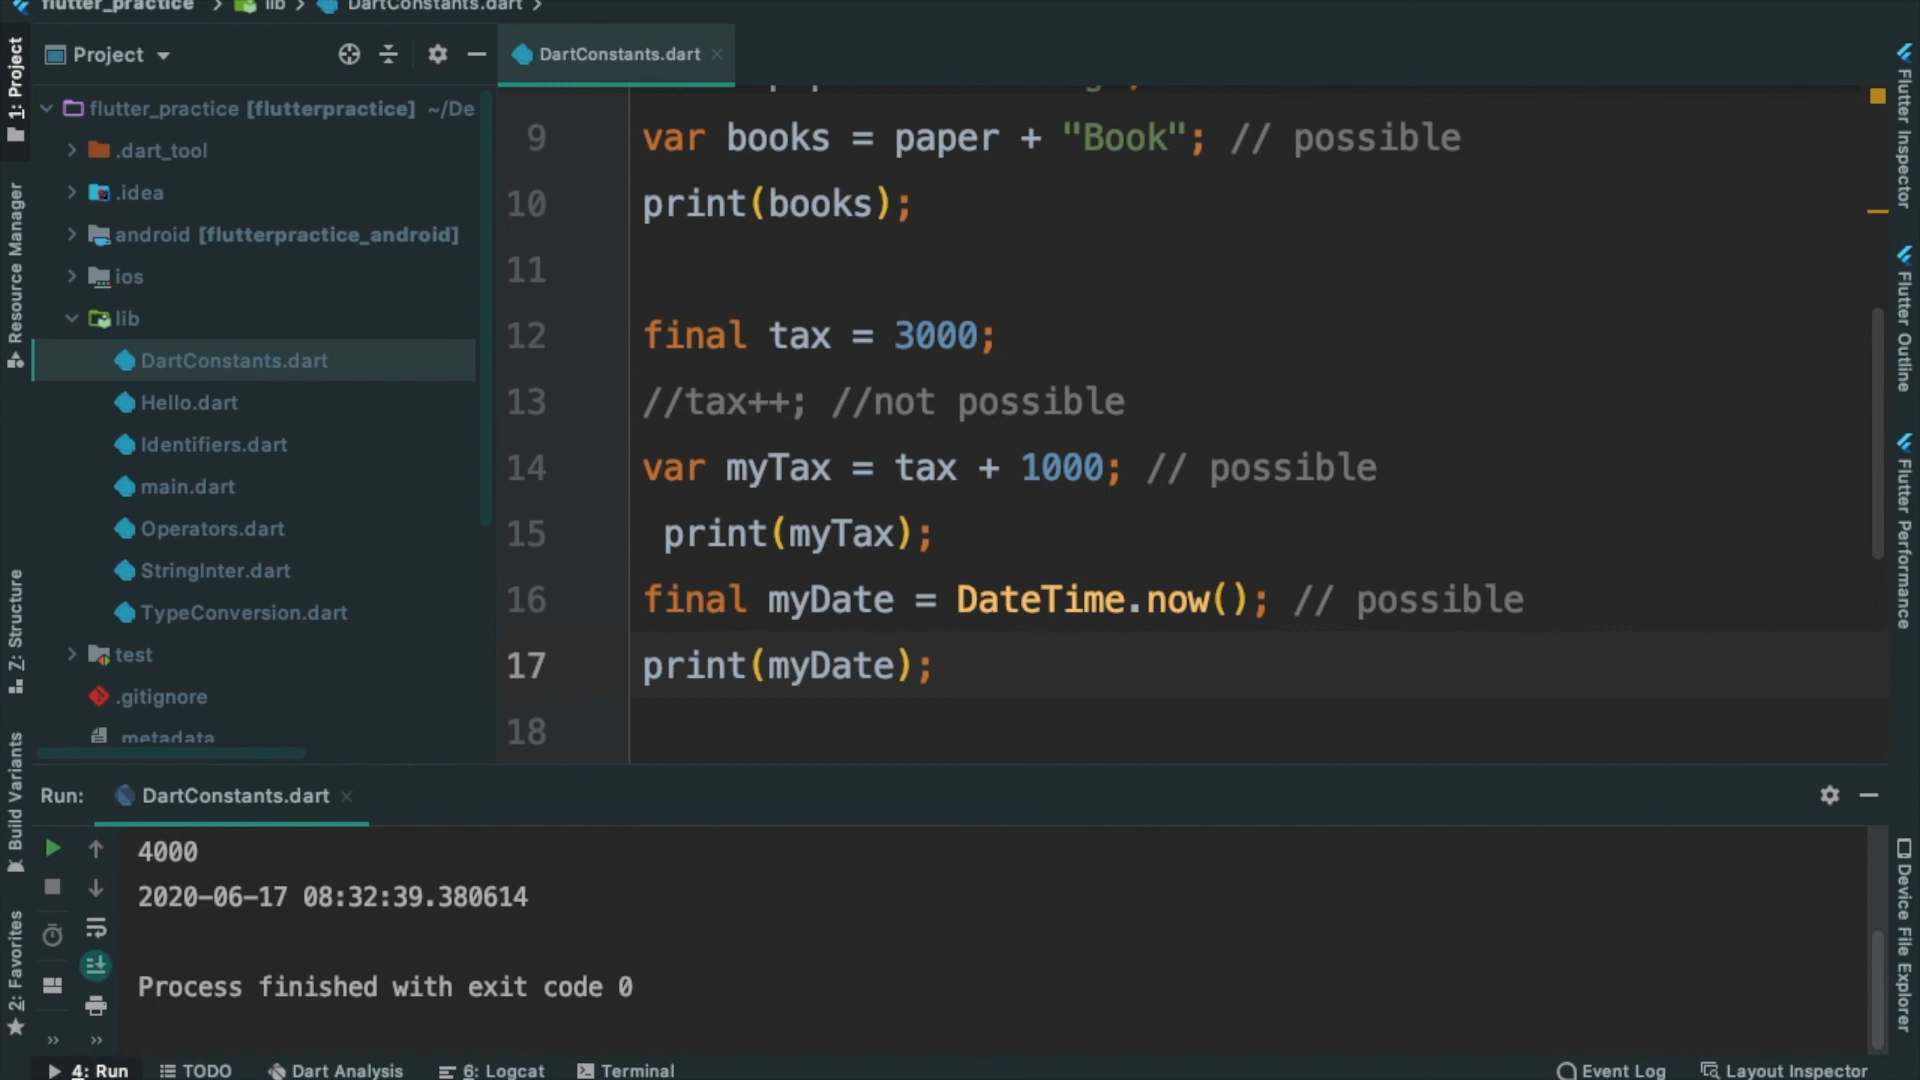 flutter_practice > lib > DartConstants.dart >
1: Project
Resource Manager
Z: Structure
Build Variants
2: Favorites
Project
DartConstants.dart
flutter_practice [flutterpractice] ~/De
.dart_tool
.idea
android [flutterpractice_android]
ios
lib
DartConstants.dart
Hello.dart
Identifiers.dart
main.dart
Operators.dart
StringInter.dart
TypeConversion.dart
test
.gitignore
.metadata
9 var books = paper + "Book"; // possible
10 print(books);
11
12 final tax = 3000;
13 //tax++; //not possible
14 var myTax = tax + 1000; // possible
15 print(myTax);
16 final myDate = DateTime.now(); // possible
17 print(myDate);
18
Flutter Inspector
Flutter Outline
Flutter Performance
Device File Explorer
Run: DartConstants.dart
4000
2020-06-17 08:32:39.380614
Process finished with exit code 0
4: Run TODO Dart Analysis 6: Logcat Terminal Event Log Layout Inspector